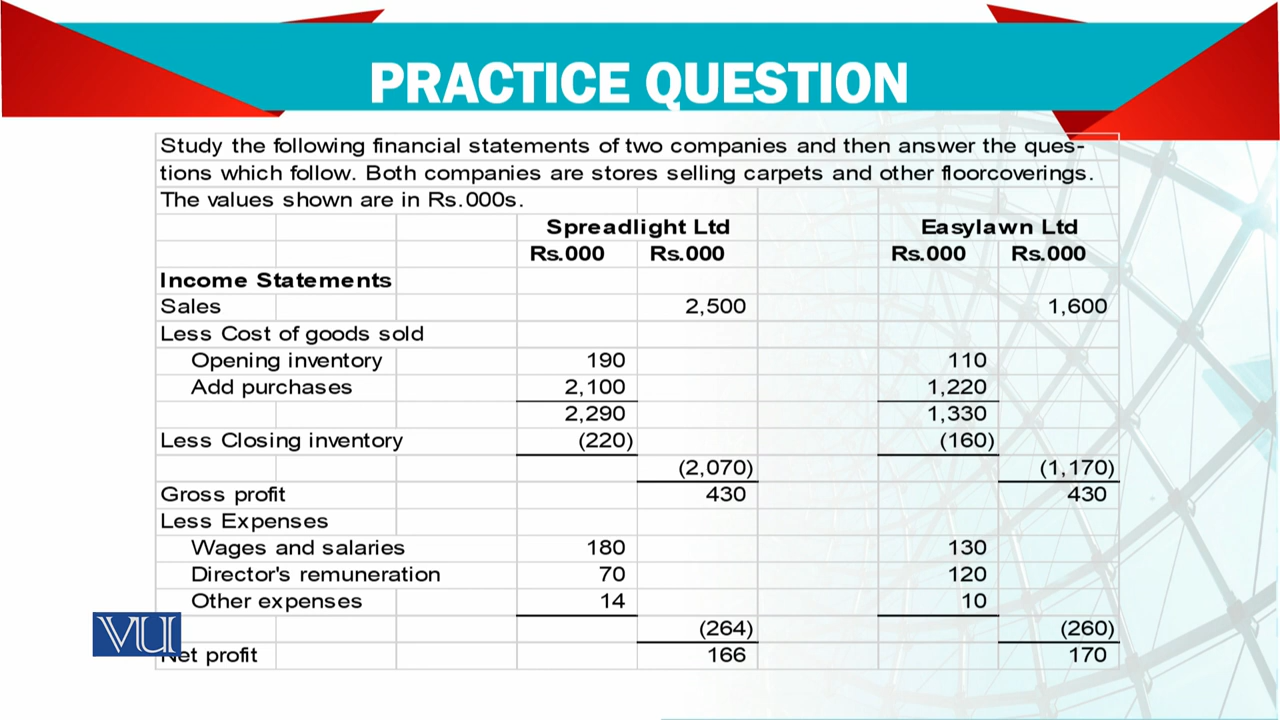 PRACTICE QUESTION
Study the following financial statements of two companies and then answer the ques-
tions which follow. Both companies are stores selling carpets and other floorcoverings.
The values shown are in Rs.000s.
Spreadlight Ltd Easylawn Ltd
Rs.000 Rs.000 Rs.000 Rs.000
Income Statements
Sales 2,500 1,600
Less Cost of goods sold
Opening inventory 190 110
Add purchases 2,100 1,220
2,290 1,330
Less Closing inventory (220) (160)
(2,070) (1,170)
Gross profit 430 430
Less Expenses
Wages and salaries 180 130
Director's remuneration 70 120
Other expenses 14 10
(264) (260)
VU
Net profit 166 170